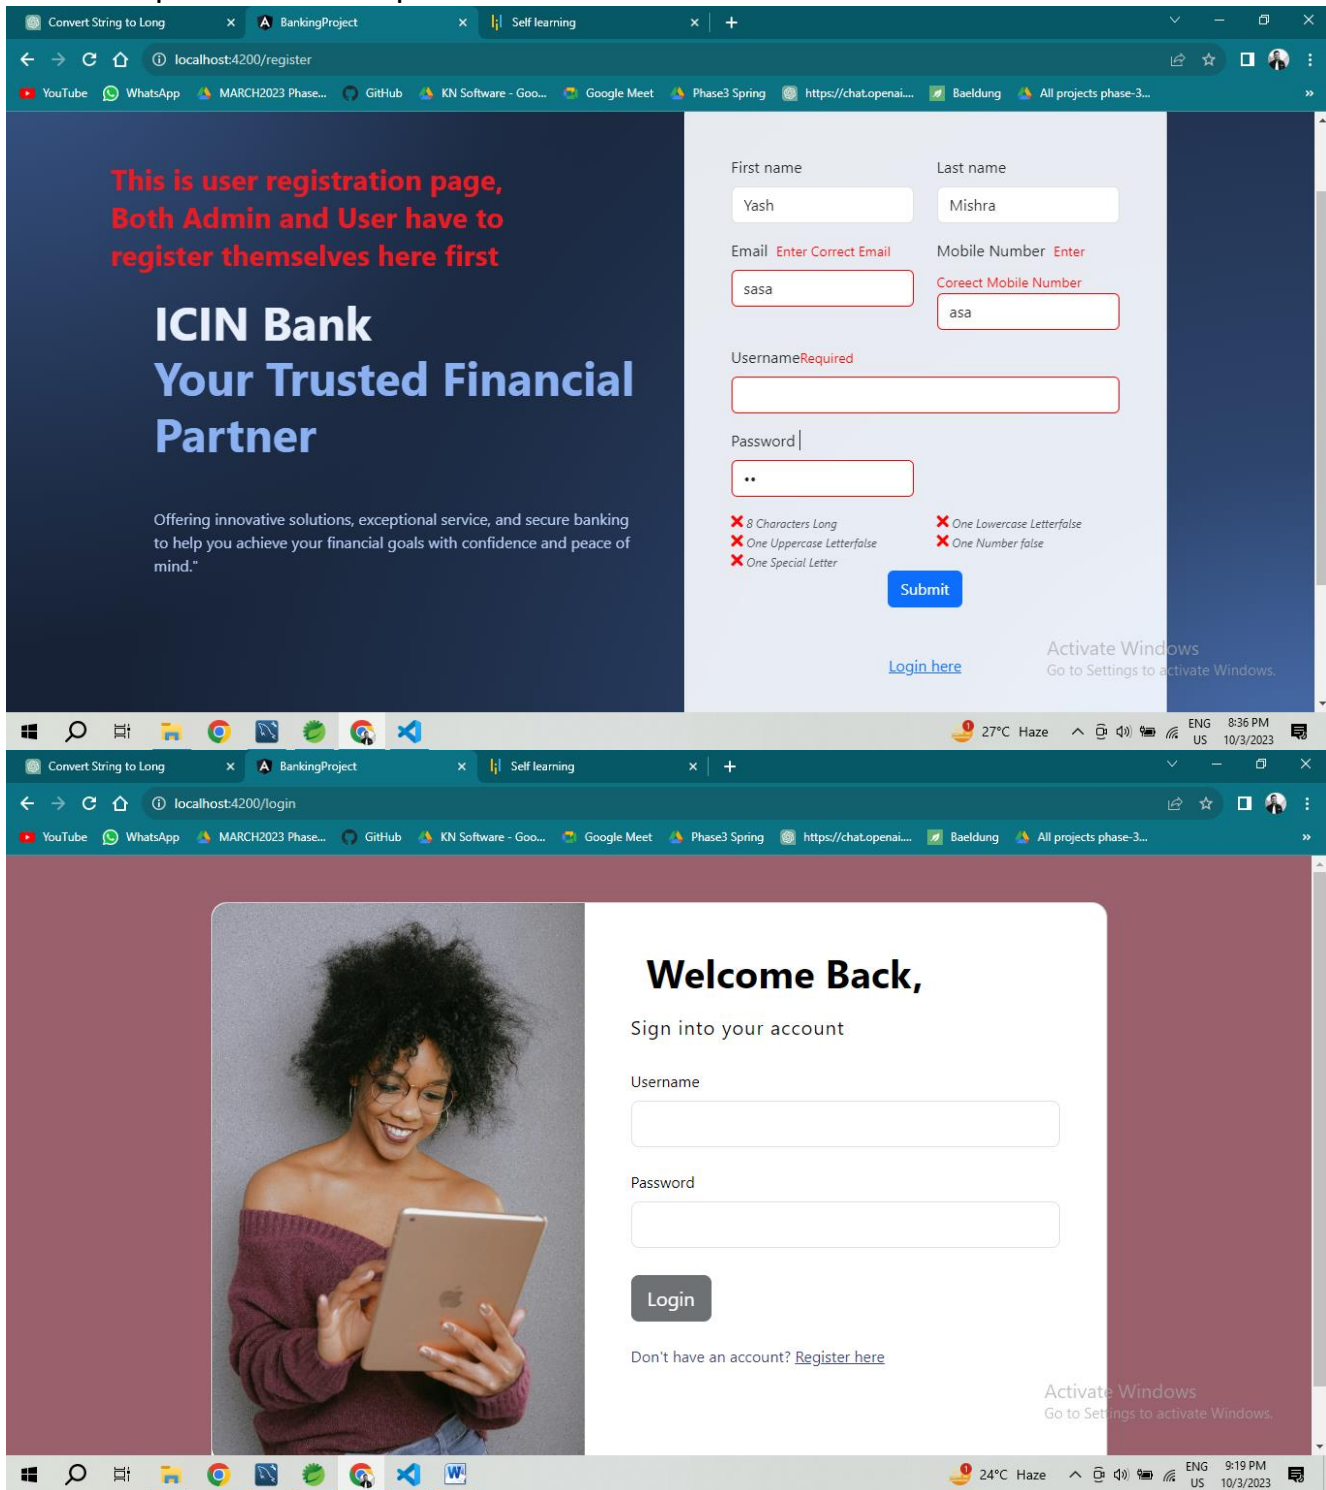 Convert String to Long
BankingProject
Self learning
localhost:4200/register
YouTube WhatsApp MARCH2023 Phase... GitHub KN Software - Goo... Google Meet Phase3 Spring https://chat.openai.... Baeldung All projects phase-3... »
This is user registration page,
Both Admin and User have to
register themselves here first
ICIN Bank
Your Trusted Financial
Partner
Offering innovative solutions, exceptional service, and secure banking
to help you achieve your financial goals with confidence and peace of
mind."
First name
Last name
Yash
Mishra
Email Enter Correct Email
Mobile Number Enter
Coreect Mobile Number
sasa
asa
UsernameRequired
Password
8 Characters Long
One Lowercase Letterfalse
One Uppercase Letterfalse
One Number false
One Special Letter
Submit
Login here
Activate Windows
Go to Settings to activate Windows.
27°C Haze
ENG
US
8:36 PM
10/3/2023
Convert String to Long
BankingProject
Self learning
localhost:4200/login
YouTube WhatsApp MARCH2023 Phase... GitHub KN Software - Goo... Google Meet Phase3 Spring https://chat.openai.... Baeldung All projects phase-3... »
Welcome Back,
Sign into your account
Username
Password
Login
Don't have an account? Register here
Activate Windows
Go to Settings to activate Windows.
24°C Haze
ENG
US
9:19 PM
10/3/2023